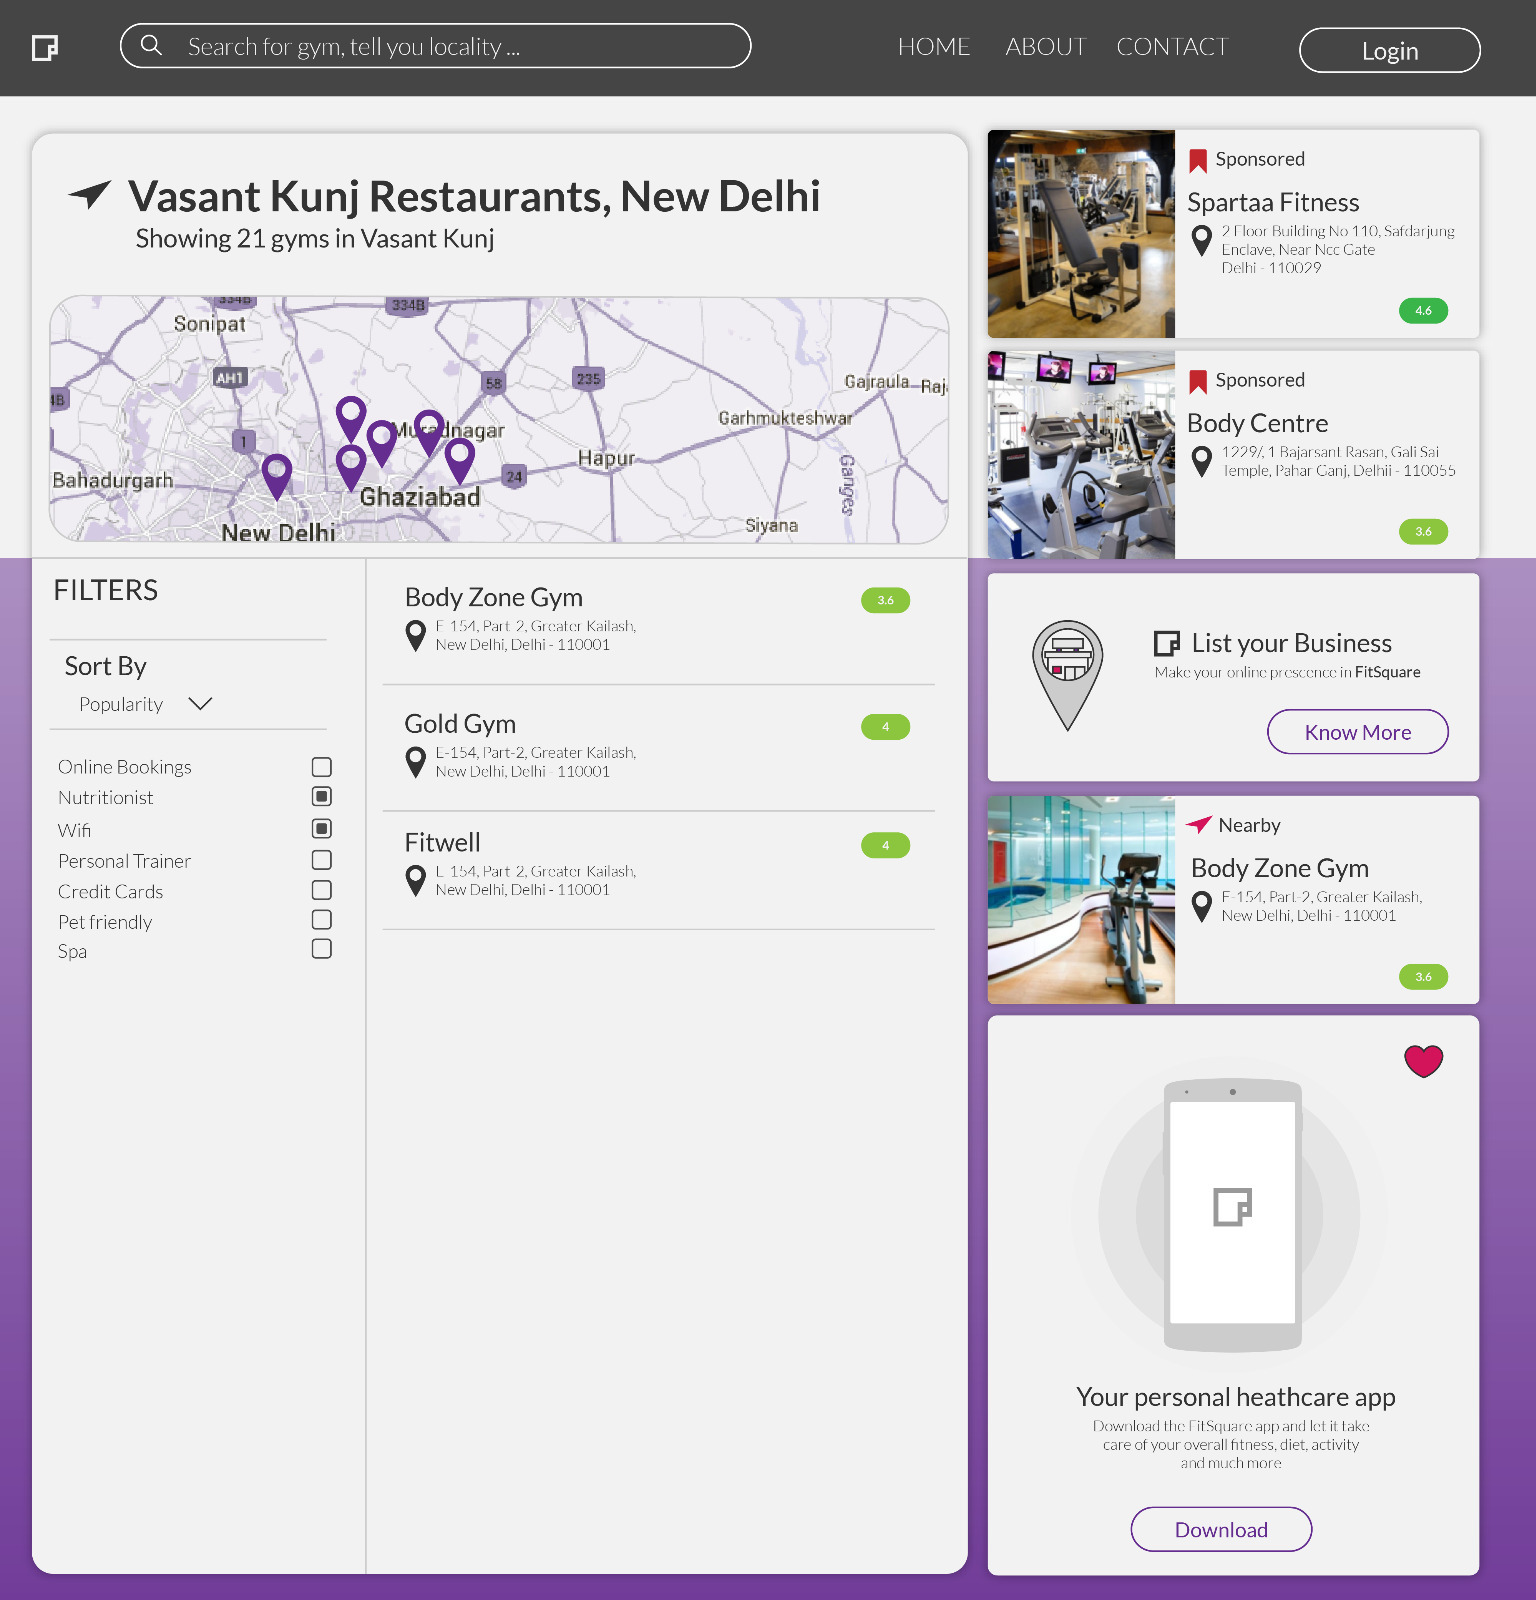 Search for gym, tell you locality ...
HOME
ABOUT
CONTACT
Login
Vasant Kunj Restaurants, New Delhi
Showing 21 gyms in Vasant Kunj
334B
334B
Sonipat
AH1
58
235
4B
Gajraula
Raj
Garhmukteshwar
Muradnagar
1
Hapur
24
Bahadurgarh
Ghaziabad
Ganges
Siyana
New Delhi
FILTERS
Sort By
Popularity
Online Bookings
Nutritionist
Wifi
Personal Trainer
Credit Cards
Pet friendly
Spa
Body Zone Gym
3.6
E-154, Part-2, Greater Kailash,
New Delhi, Delhi - 110001
Gold Gym
4
E-154, Part-2, Greater Kailash,
New Delhi, Delhi - 110001
Fitwell
4
E-154, Part-2, Greater Kailash,
New Delhi, Delhi - 110001
Sponsored
Spartaa Fitness
2 Floor Building No 110, Safdarjung
Enclave, Near Ncc Gate
Delhi - 110029
4.6
Sponsored
Body Centre
1229/, 1 Bajarsant Rasan, Gali Sai
Temple, Pahar Ganj, Delhii - 110055
3.6
List your Business
Make your online prescence in FitSquare
Know More
Nearby
Body Zone Gym
E-154, Part-2, Greater Kailash,
New Delhi, Delhi - 110001
3.6
Your personal heathcare app
Download the FitSquare app and let it take
care of your overall fitness, diet, activity
and much more
Download